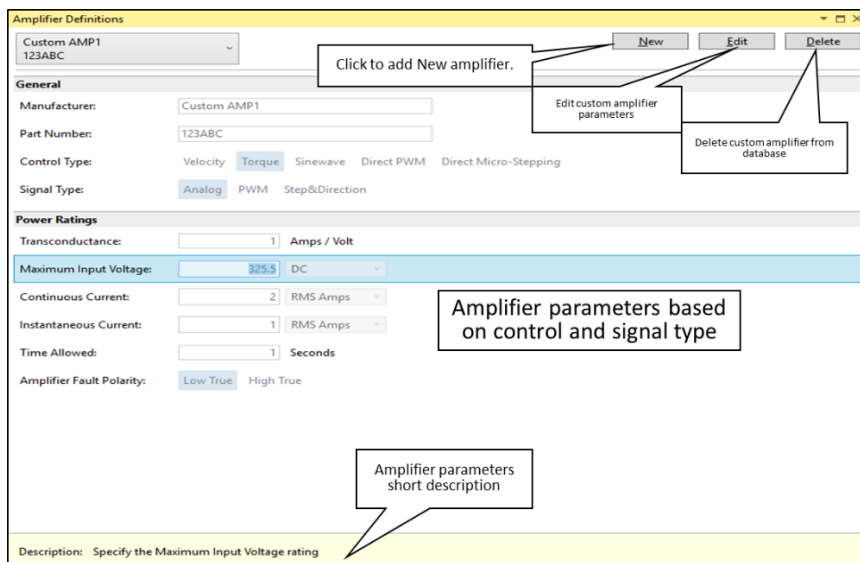 Amplifier Definitions
Custom AMP1
123ABC
New
Edit
Delete
Click to add New amplifier.
Edit custom amplifier
parameters
Delete custom amplifier from
database
General
Manufacturer:
Custom AMP1
Part Number:
123ABC
Control Type:
Velocity Torque Sinewave Direct PWM Direct Micro-Stepping
Signal Type:
Analog PWM Step&Direction
Power Ratings
Transconductance:
1 Amps / Volt
Maximum Input Voltage:
325.5 DC
Continuous Current:
2 RMS Amps
Instantaneous Current:
1 RMS Amps
Time Allowed:
1 Seconds
Amplifier Fault Polarity:
Low True High True
Amplifier parameters based
on control and signal type
Amplifier parameters
short description
Description: Specify the Maximum Input Voltage rating